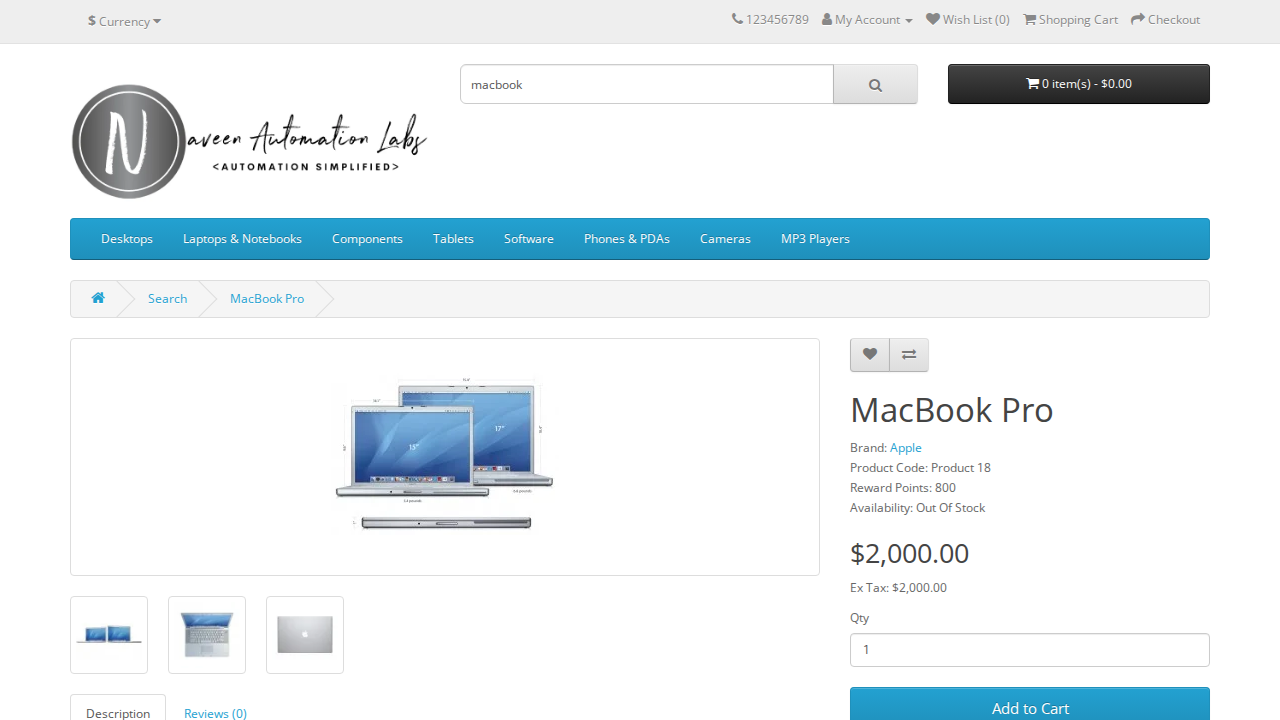 $ Currency
123456789 My Account Wish List (0) Shopping Cart Checkout
macbook
0 item(s) - $0.00
N aveen Automation Labs
<AUTOMATION SIMPLIFIED>
Desktops Laptops & Notebooks Components Tablets Software Phones & PDAs Cameras MP3 Players
Search MacBook Pro
MacBook Pro
Brand: Apple
Product Code: Product 18
Reward Points: 800
Availability: Out Of Stock
$2,000.00
Ex Tax: $2,000.00
Qty
1
Add to Cart
15"
17"
Description Reviews (0)